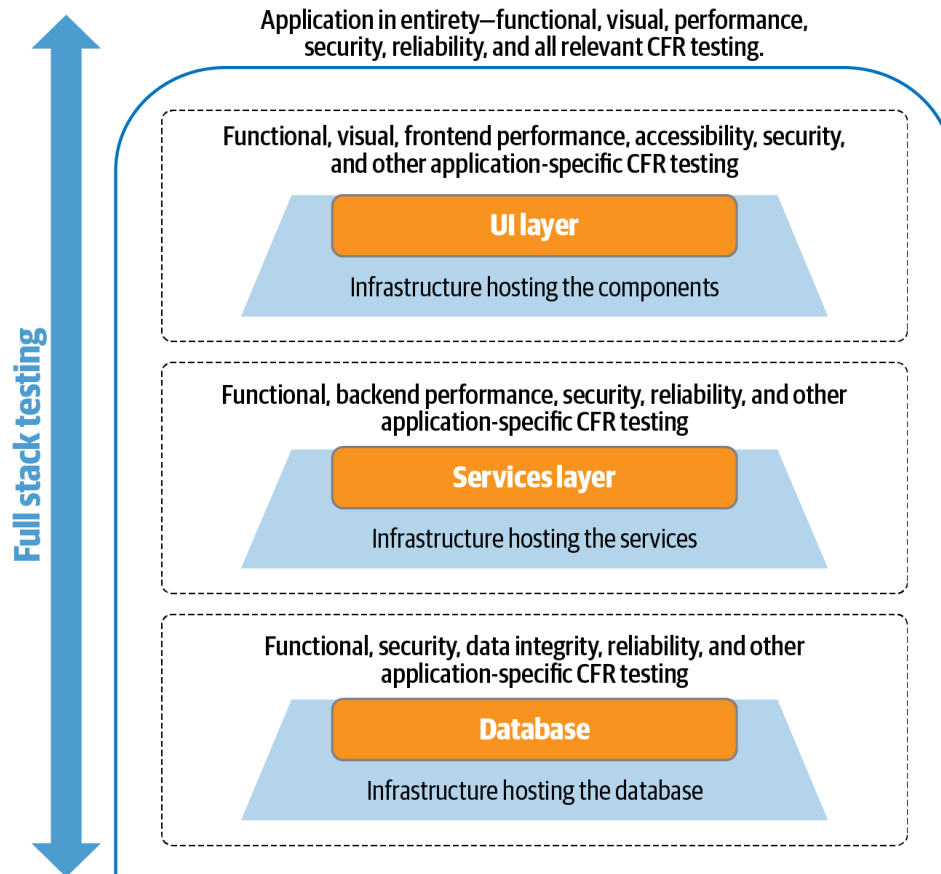 Application in entirety—functional, visual, performance,
security, reliability, and all relevant CFR testing.
Full stack testing
Functional, visual, frontend performance, accessibility, security,
and other application-specific CFR testing
UI layer
Infrastructure hosting the components
Functional, backend performance, security, reliability, and other
application-specific CFR testing
Services layer
Infrastructure hosting the services
Functional, security, data integrity, reliability, and other
application-specific CFR testing
Database
Infrastructure hosting the database